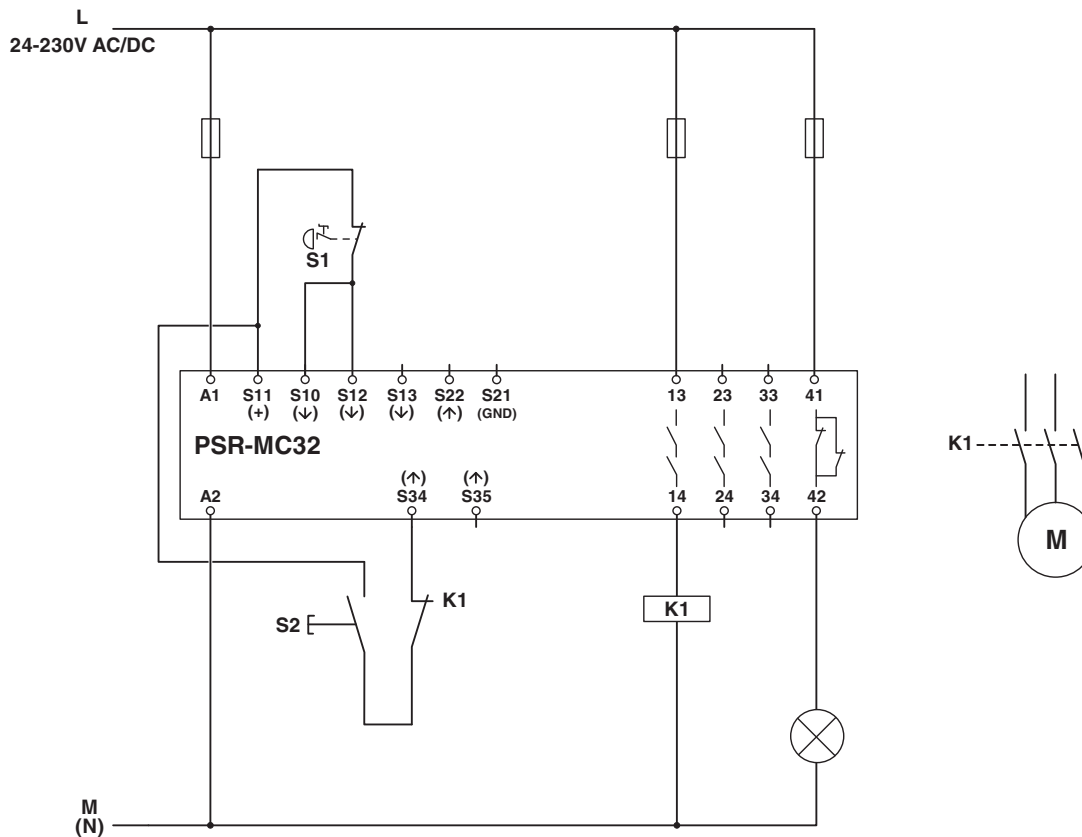 L
24-230V AC/DC
S1
A1 S11 S10 S12 S13 S22 S21 13 23 33 41
(+) (↓) (↓) (↓) (↑) (GND)
PSR-MC32
K1
(↑) (↑)
A2 S34 S35 14 24 34 42
M
K1
S2
K1
M
(N)